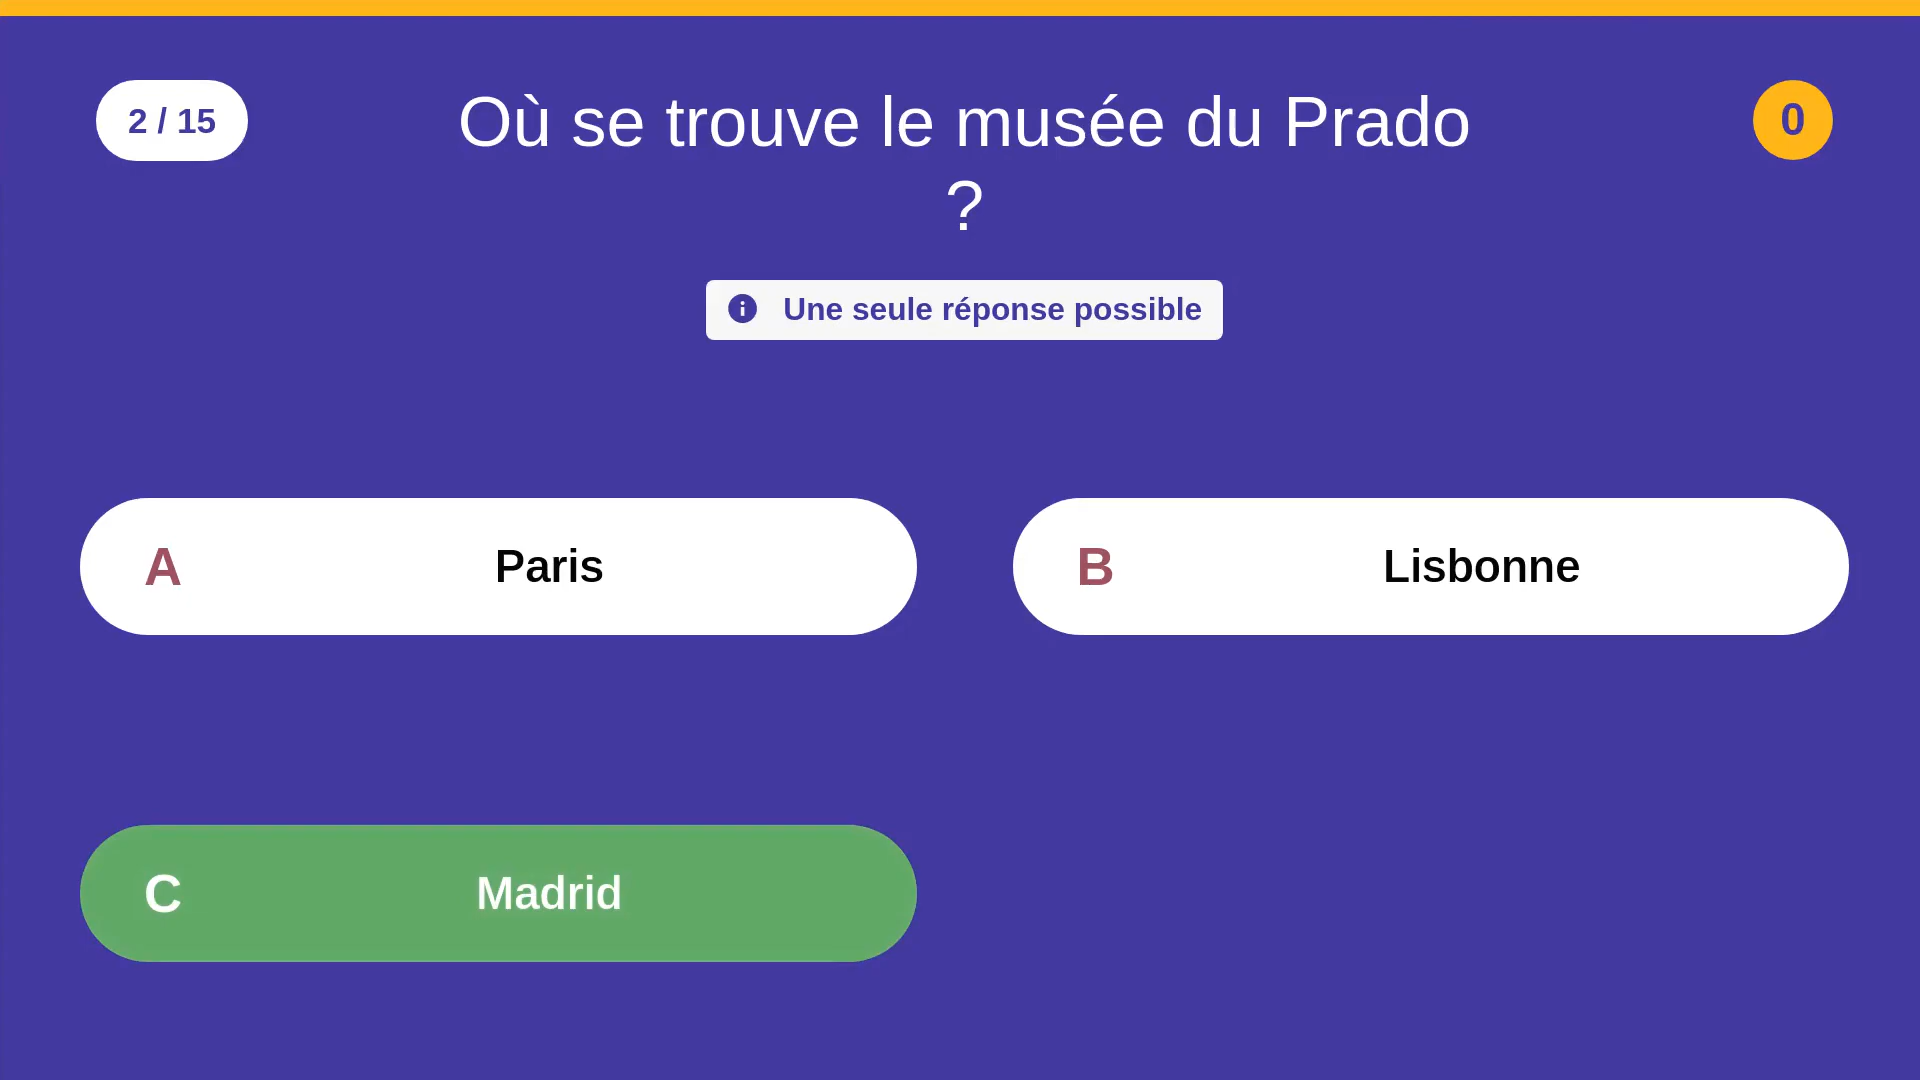 2 / 15
Où se trouve le musée du Prado
?
0
Une seule réponse possible
A Paris
B Lisbonne
C Madrid